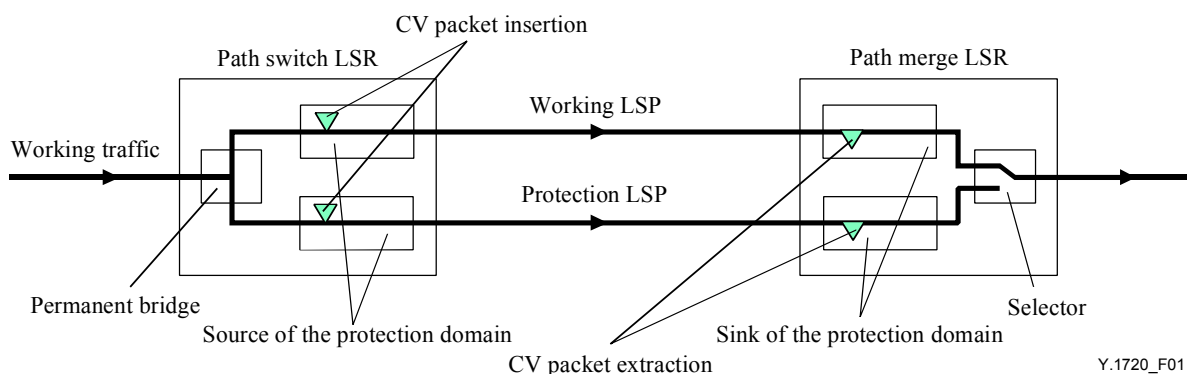 CV packet insertion
Path switch LSR
Path merge LSR
Working LSP
Working traffic
Protection LSP
Permanent bridge
Source of the protection domain
Sink of the protection domain
Selector
CV packet extraction
Y.1720_F01